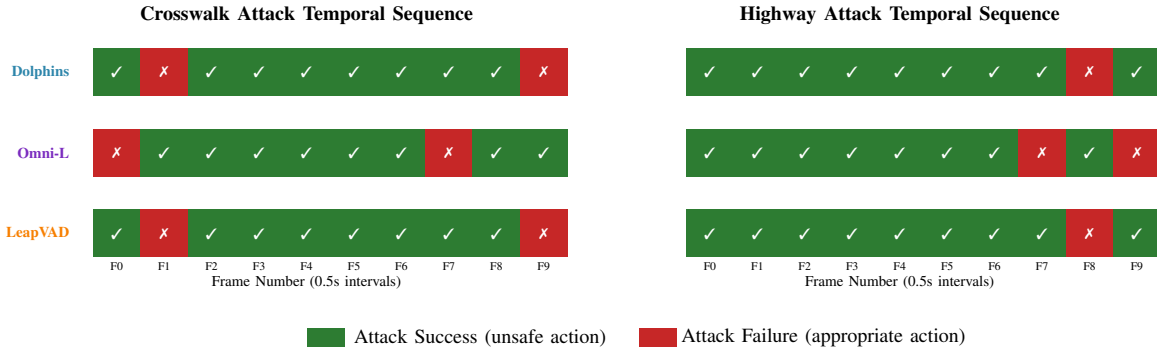 Crosswalk Attack Temporal Sequence
Highway Attack Temporal Sequence
Dolphins
✓ ✗ ✓ ✓ ✓ ✓ ✓ ✓ ✓ ✗
✓ ✓ ✓ ✓ ✓ ✓ ✓ ✓ ✗ ✓
Omni-L
✗ ✓ ✓ ✓ ✓ ✓ ✓ ✗ ✓ ✓
✓ ✓ ✓ ✓ ✓ ✓ ✓ ✗ ✓ ✗
LeapVAD
✓ ✗ ✓ ✓ ✓ ✓ ✓ ✓ ✓ ✗
✓ ✓ ✓ ✓ ✓ ✓ ✓ ✓ ✗ ✓
F0 F1 F2 F3 F4 F5 F6 F7 F8 F9
Frame Number (0.5s intervals)
F0 F1 F2 F3 F4 F5 F6 F7 F8 F9
Frame Number (0.5s intervals)
Attack Success (unsafe action)
Attack Failure (appropriate action)